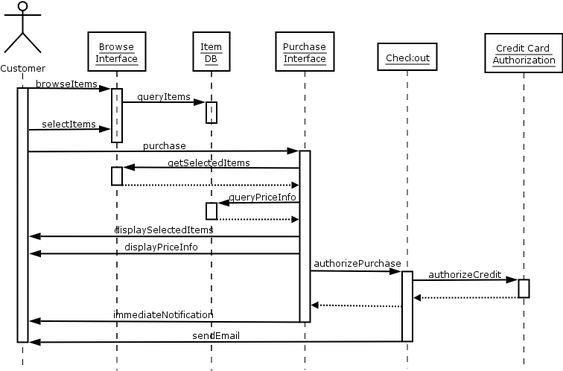 Customer
Browse
Interface
Item
DB
Purchase
Interface
Checkout
Credit Card
Authorization
browseItems
queryItems
selectItems
purchase
getSelectedItems
queryPriceInfo
displaySelectedItems
displayPriceInfo
authorizePurchase
authorizeCredit
immediateNotification
sendEmail